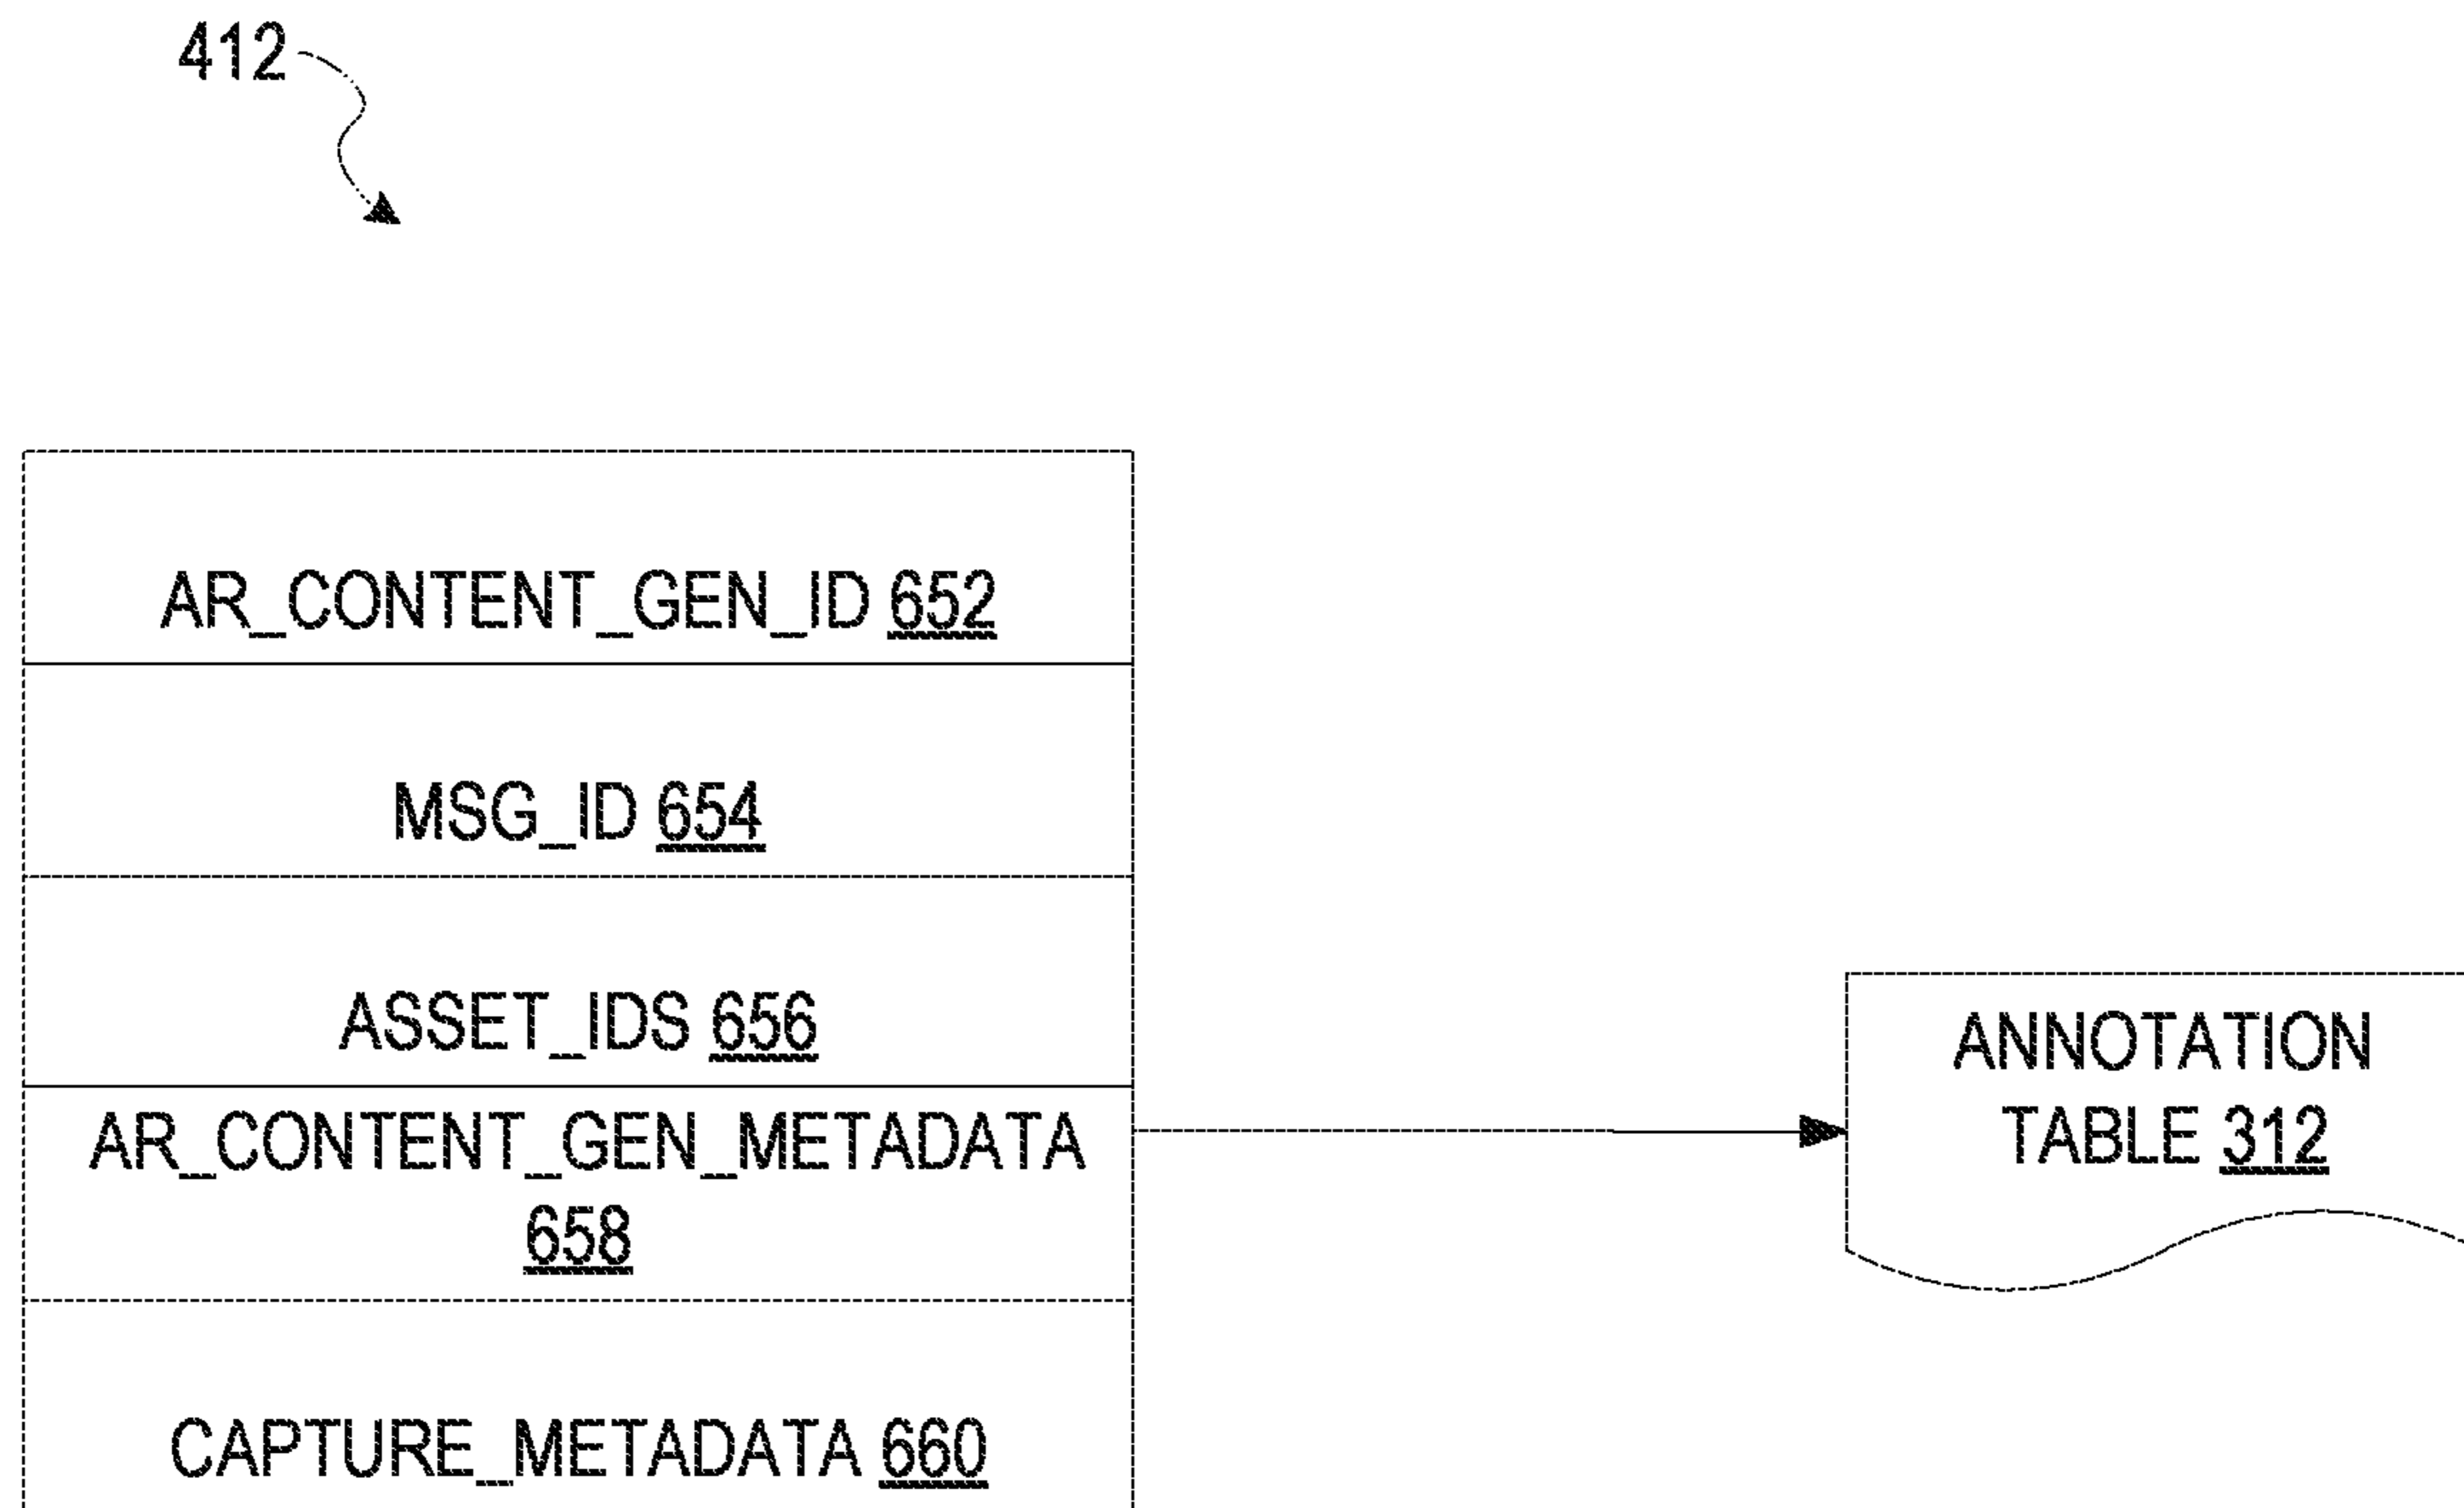 412
AR_CONTENT_GEN_ID 652
MSG_ID 654
ASSET_IDS 656
AR_CONTENT_GEN_METADATA
658
CAPTURE_METADATA 660
ANNOTATION
TABLE 312